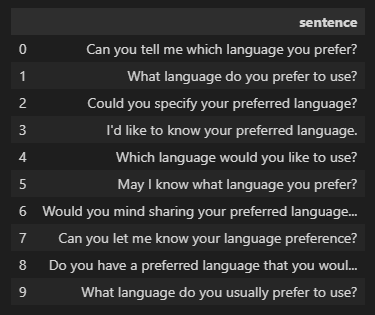 sentence
0 Can you tell me which language you prefer?
1 What language do you prefer to use?
2 Could you specify your preferred language?
3 I'd like to know your preferred language.
4 Which language would you like to use?
5 May I know what language you prefer?
6 Would you mind sharing your preferred language...
7 Can you let me know your language preference?
8 Do you have a preferred language that you woul...
9 What language do you usually prefer to use?